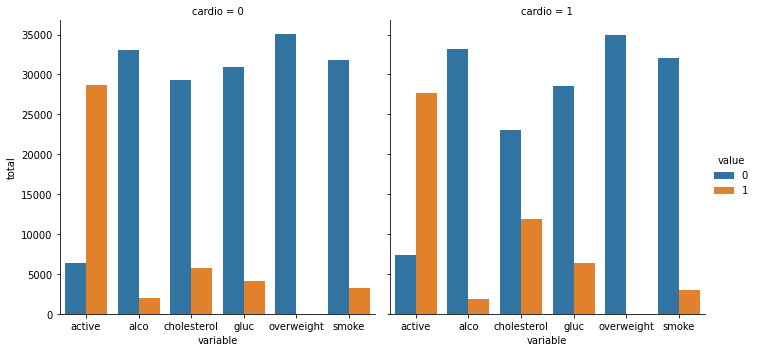 cardio = 0
cardio = 1
35000
30000
25000
20000
15000
10000
5000
0
total
active alco cholesterol gluc overweight smoke
variable
active alco cholesterol gluc overweight smoke
variable
value
0
1